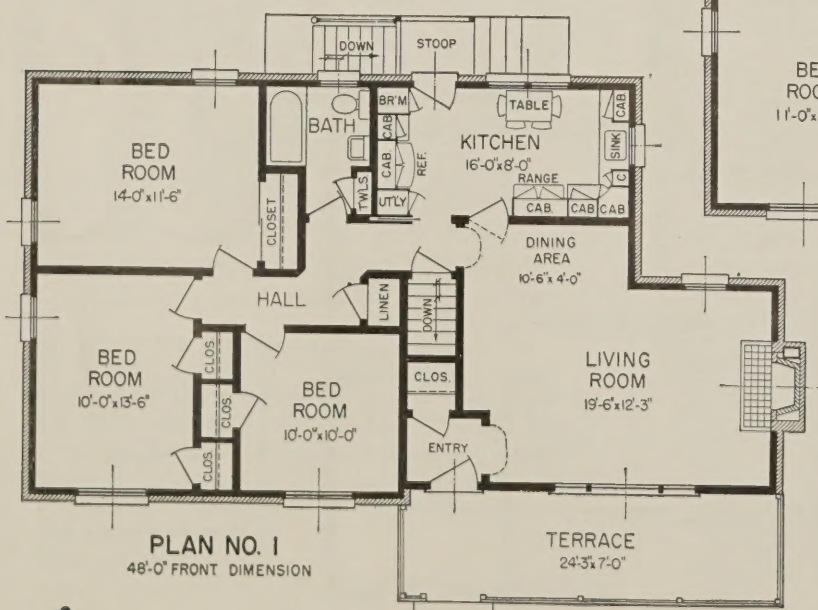 DOWN
STOOP
BR'M
TABLE
CAB.
BATH
CAB
KITCHEN
16'-0"x8'-0"
SINK
BED
ROOM
14'-0"x11'-6"
CAB.
REF.
RANGE
C
TWLS
UTLY
CAB.
CAB
CAB
CLOSET
DINING
AREA
10'-6"x 4'-0"
HALL
LINEN
DOWN
BED
ROOM
10'-0"x13'-6"
CLOS.
CLOS.
CLOS.
BED
ROOM
10'-0"x10'-0"
CLOS.
LIVING
ROOM
19'-6"x12'-3"
ENTRY
TERRACE
24'-3"x7'-0"
PLAN NO. 1
48'-0" FRONT DIMENSION
BE
ROO
11'-0"x